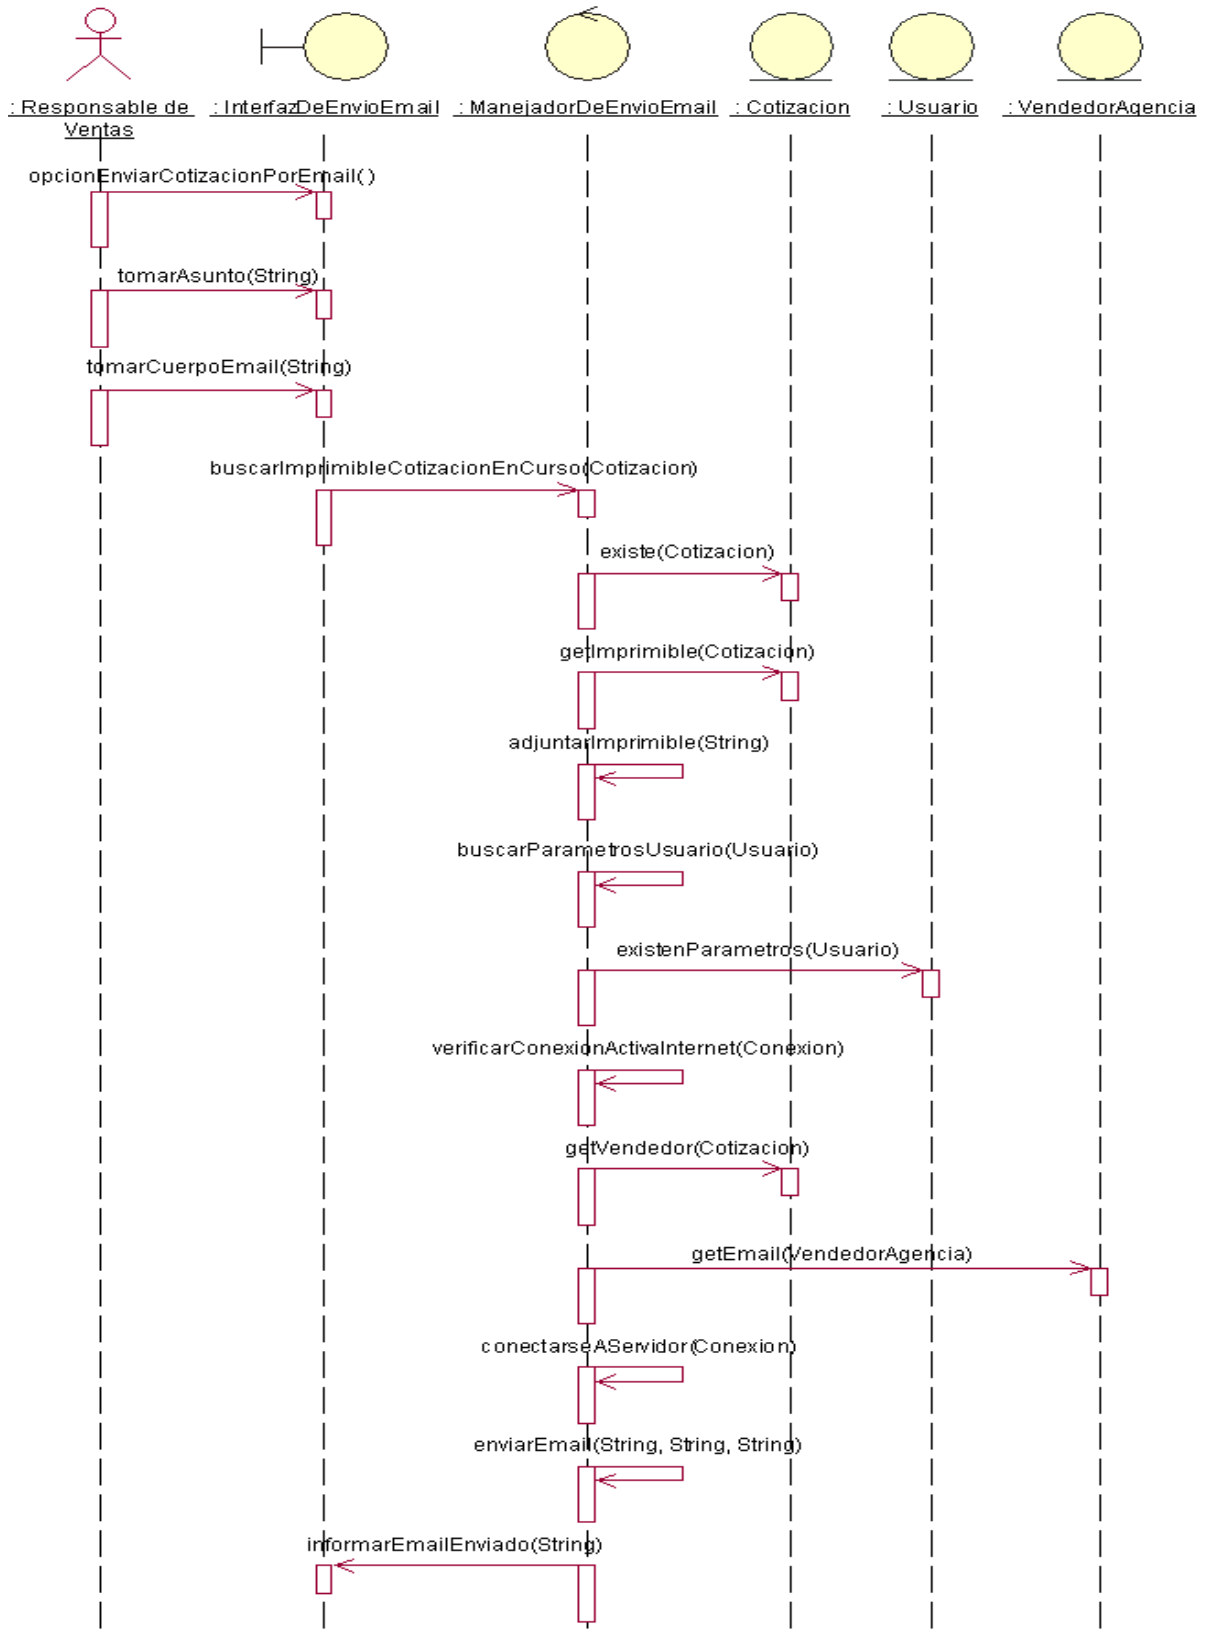 : Responsable de
Ventas
: InterfazDeEnvioEmail
: ManejadorDeEnvioEmail
: Cotizacion
: Usuario
: VendedorAgencia
opcionEnviarCotizacionPorEmail()
tomarAsunto(String)
tomarCuerpoEmail(String)
buscarImprimibleCotizacionEnCurso(Cotizacion)
existe(Cotizacion)
getImprimible(Cotizacion)
adjuntarImprimible(String)
buscarParametrosUsuario(Usuario)
existenParametros(Usuario)
verificarConexionActivaInternet(Conexion)
getVendedor(Cotizacion)
getEmail(VendedorAgencia)
conectarseAServidor(Conexion)
enviarEmail(String, String, String)
informarEmailEnviado(String)